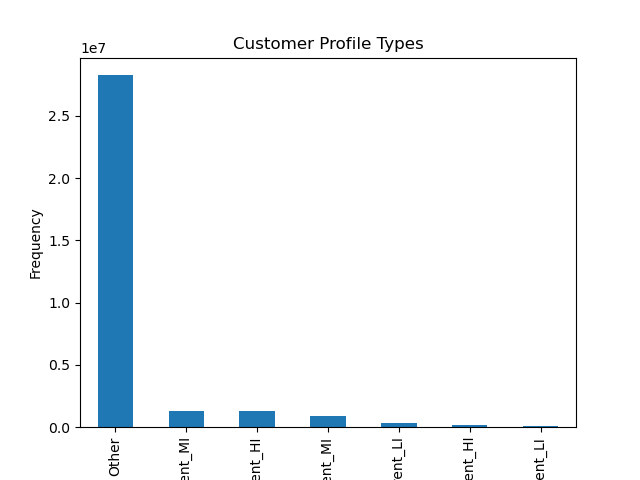 Customer Profile Types
1e7
2.5
2.0
1.5
1.0
0.5
0.0
Frequency
Other
ent_MI
ent_HI
ent_MI
ent_LI
ent_HI
ent_LI